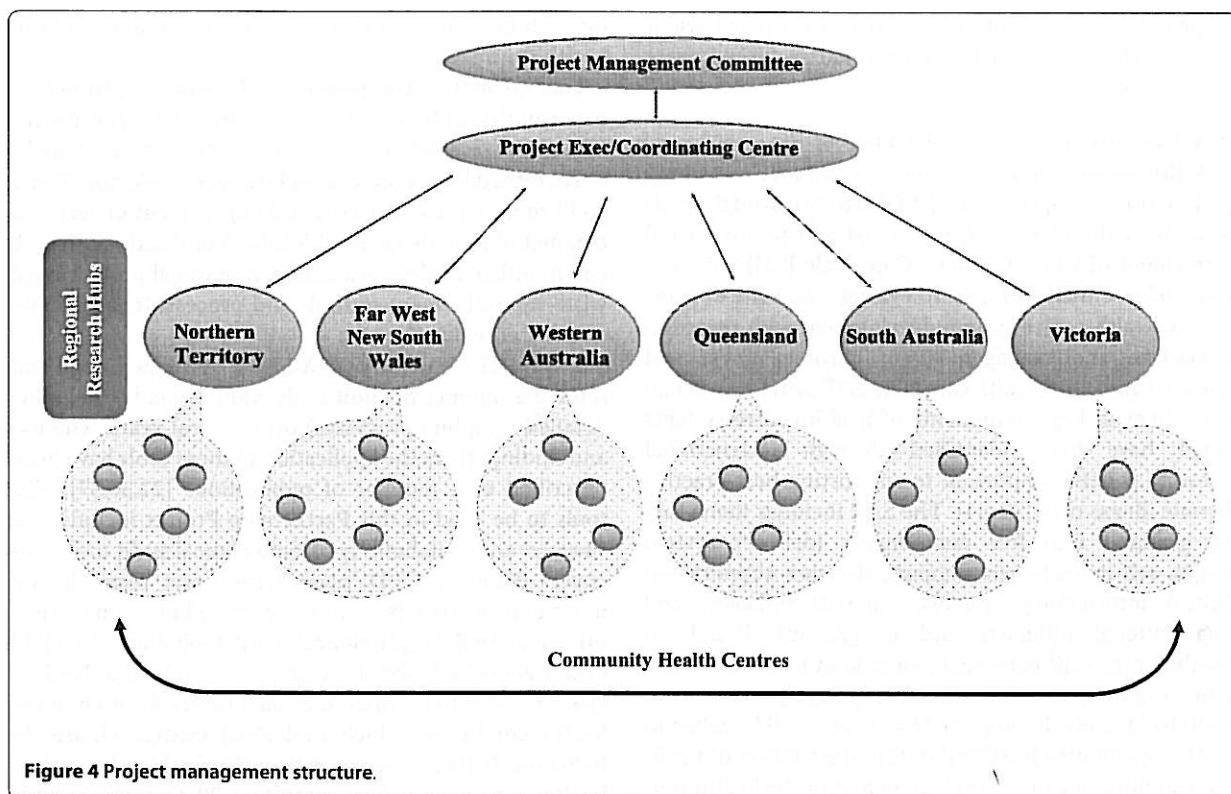 Project Management Committee
Project Exec/Coordinating Centre
Regional
Research Hubs
Northern
Territory
Far West
New South
Wales
Western
Australia
Queensland
South Australia
Victoria
Community Health Centres
Figure 4 Project management structure.